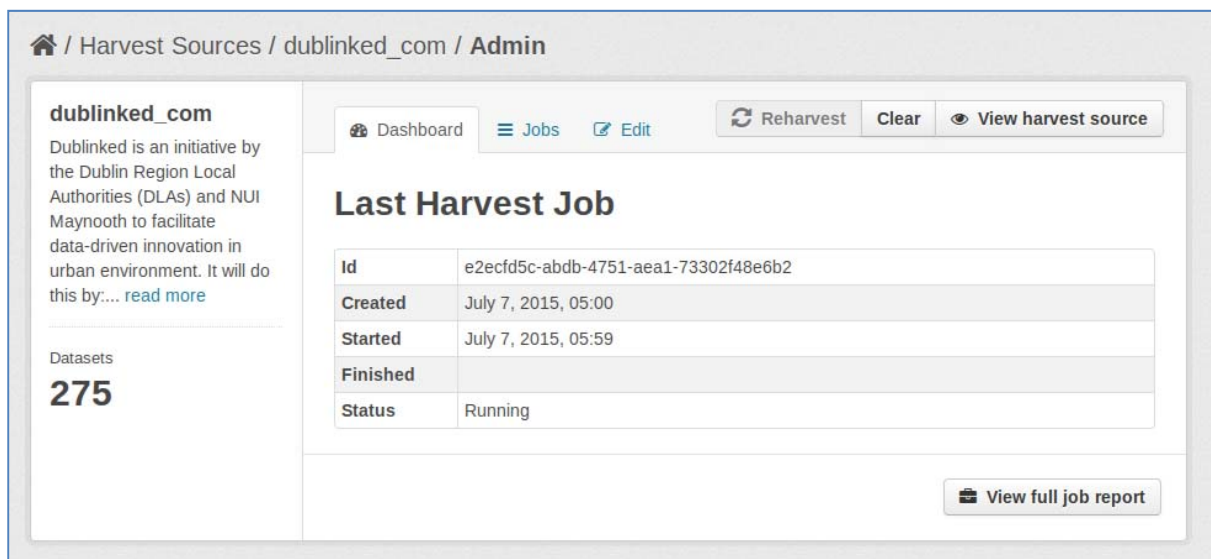 / Harvest Sources / dublinked_com / Admin
dublinked_com
Dublinked is an initiative by
the Dublin Region Local
Authorities (DLAs) and NUI
Maynooth to facilitate
data-driven innovation in
urban environment. It will do
this by:... read more
Datasets
275
Dashboard
Jobs
Edit
Reharvest
Clear
View harvest source
Last Harvest Job
Id e2ecfd5c-abdb-4751-aea1-73302f48e6b2
Created July 7, 2015, 05:00
Started July 7, 2015, 05:59
Finished
Status Running
View full job report